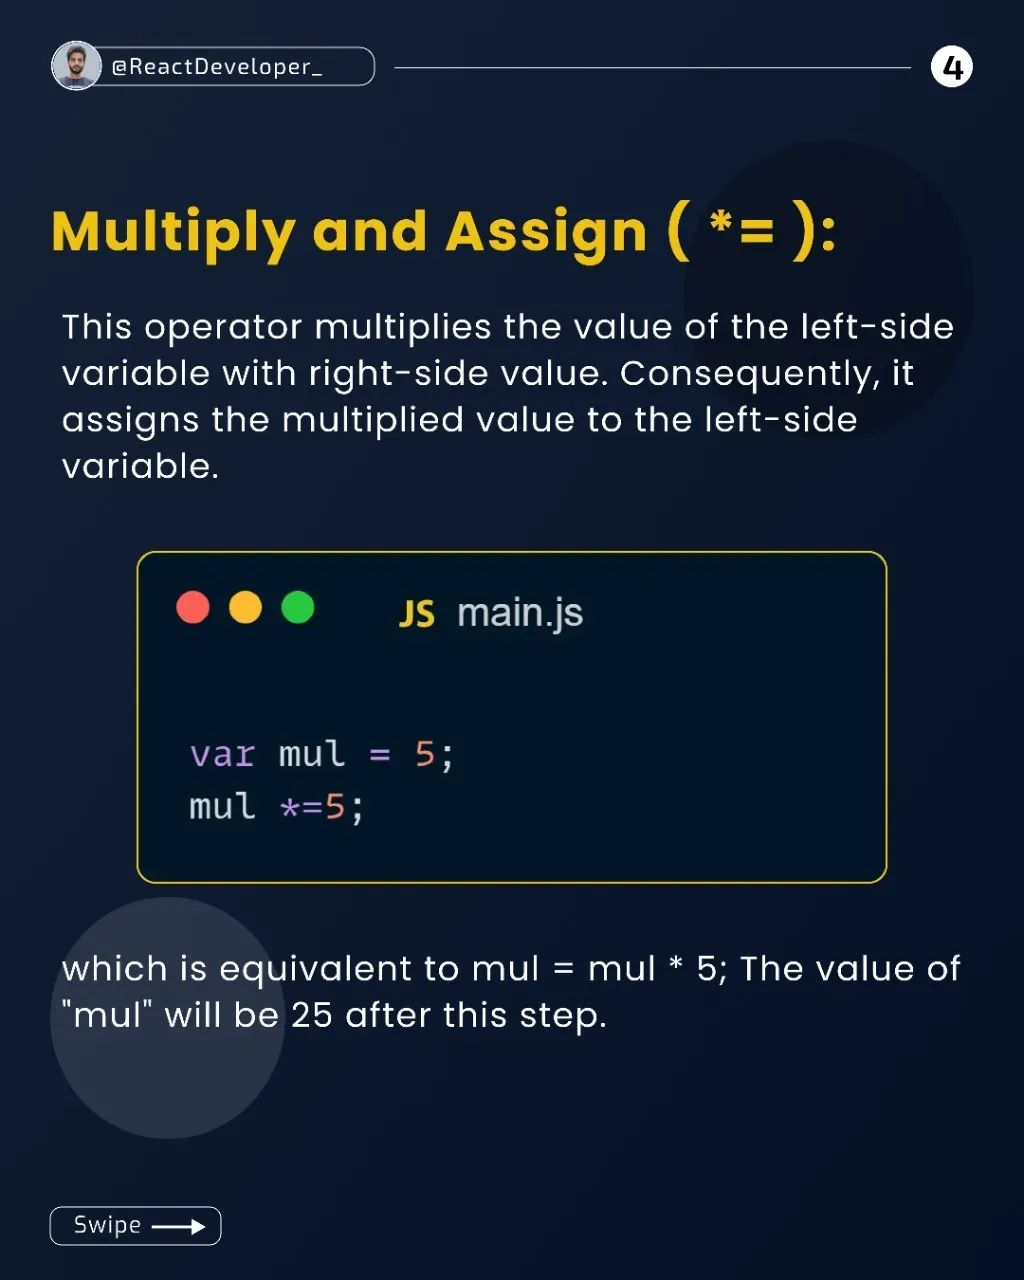 @ReactDeveloper_
4
Multiply and Assign ( *= ):
This operator multiplies the value of the left-side
variable with right-side value. Consequently, it
assigns the multiplied value to the left-side
variable.
JS main.js
var mul = 5;
mul *=5;
which is equivalent to mul = mul * 5; The value of
"mul" will be 25 after this step.
Swipe